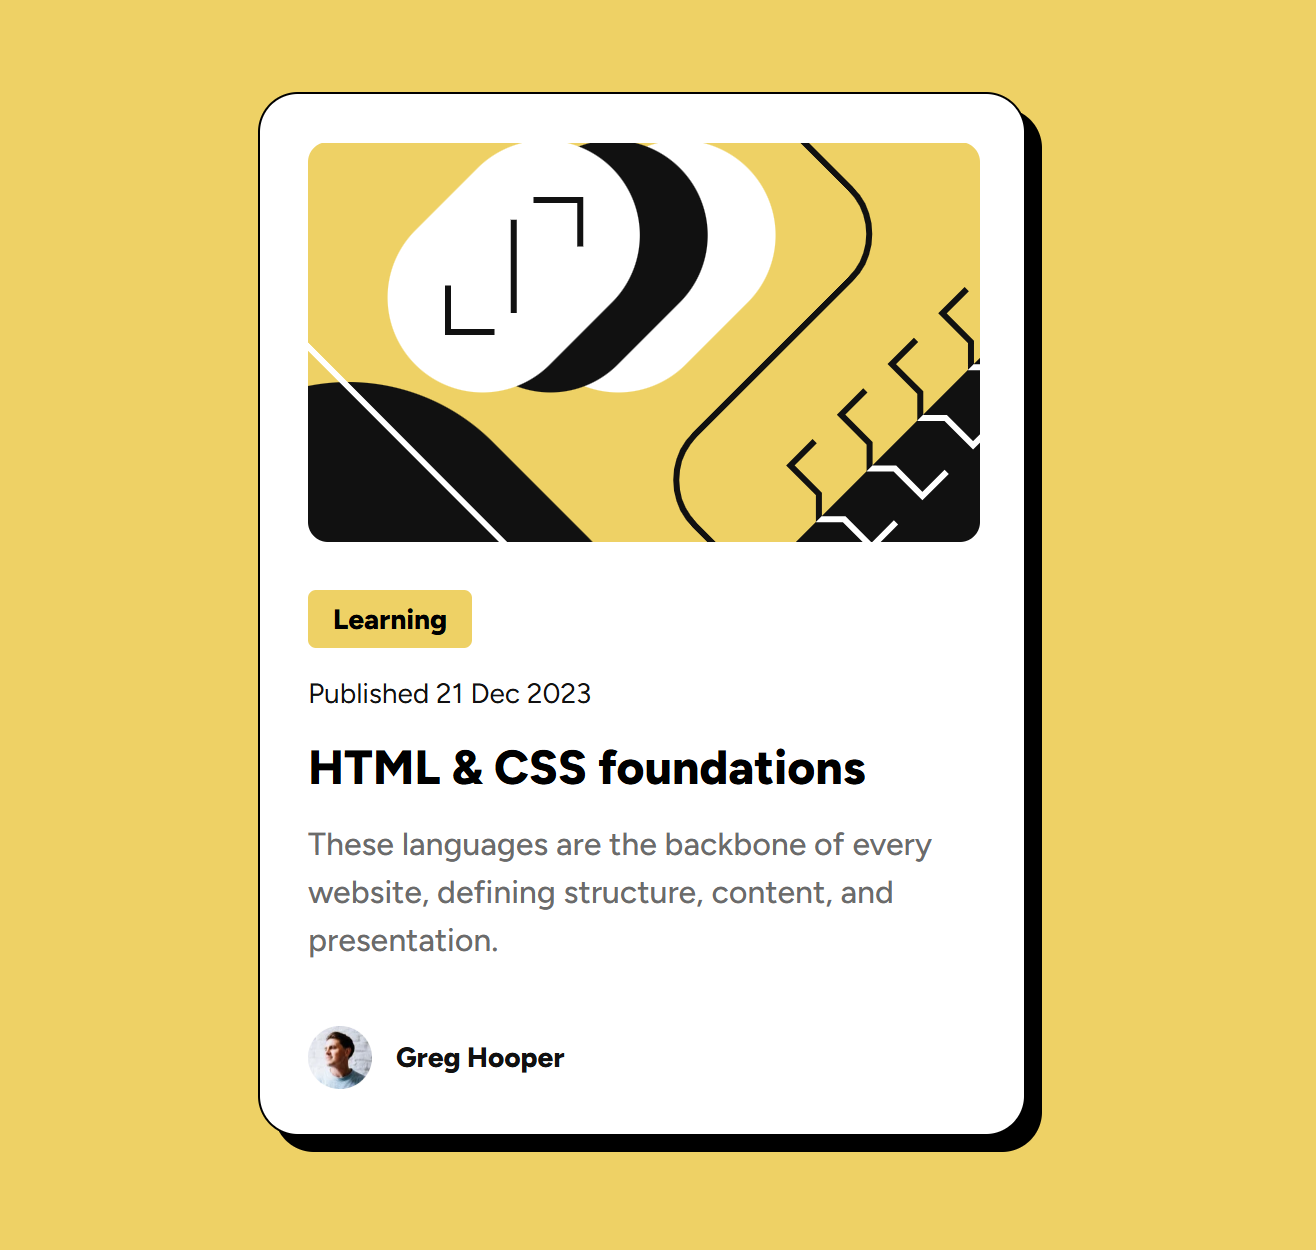 Learning
Published 21 Dec 2023
HTML & CSS foundations
These languages are the backbone of every
website, defining structure, content, and
presentation.
Greg Hooper